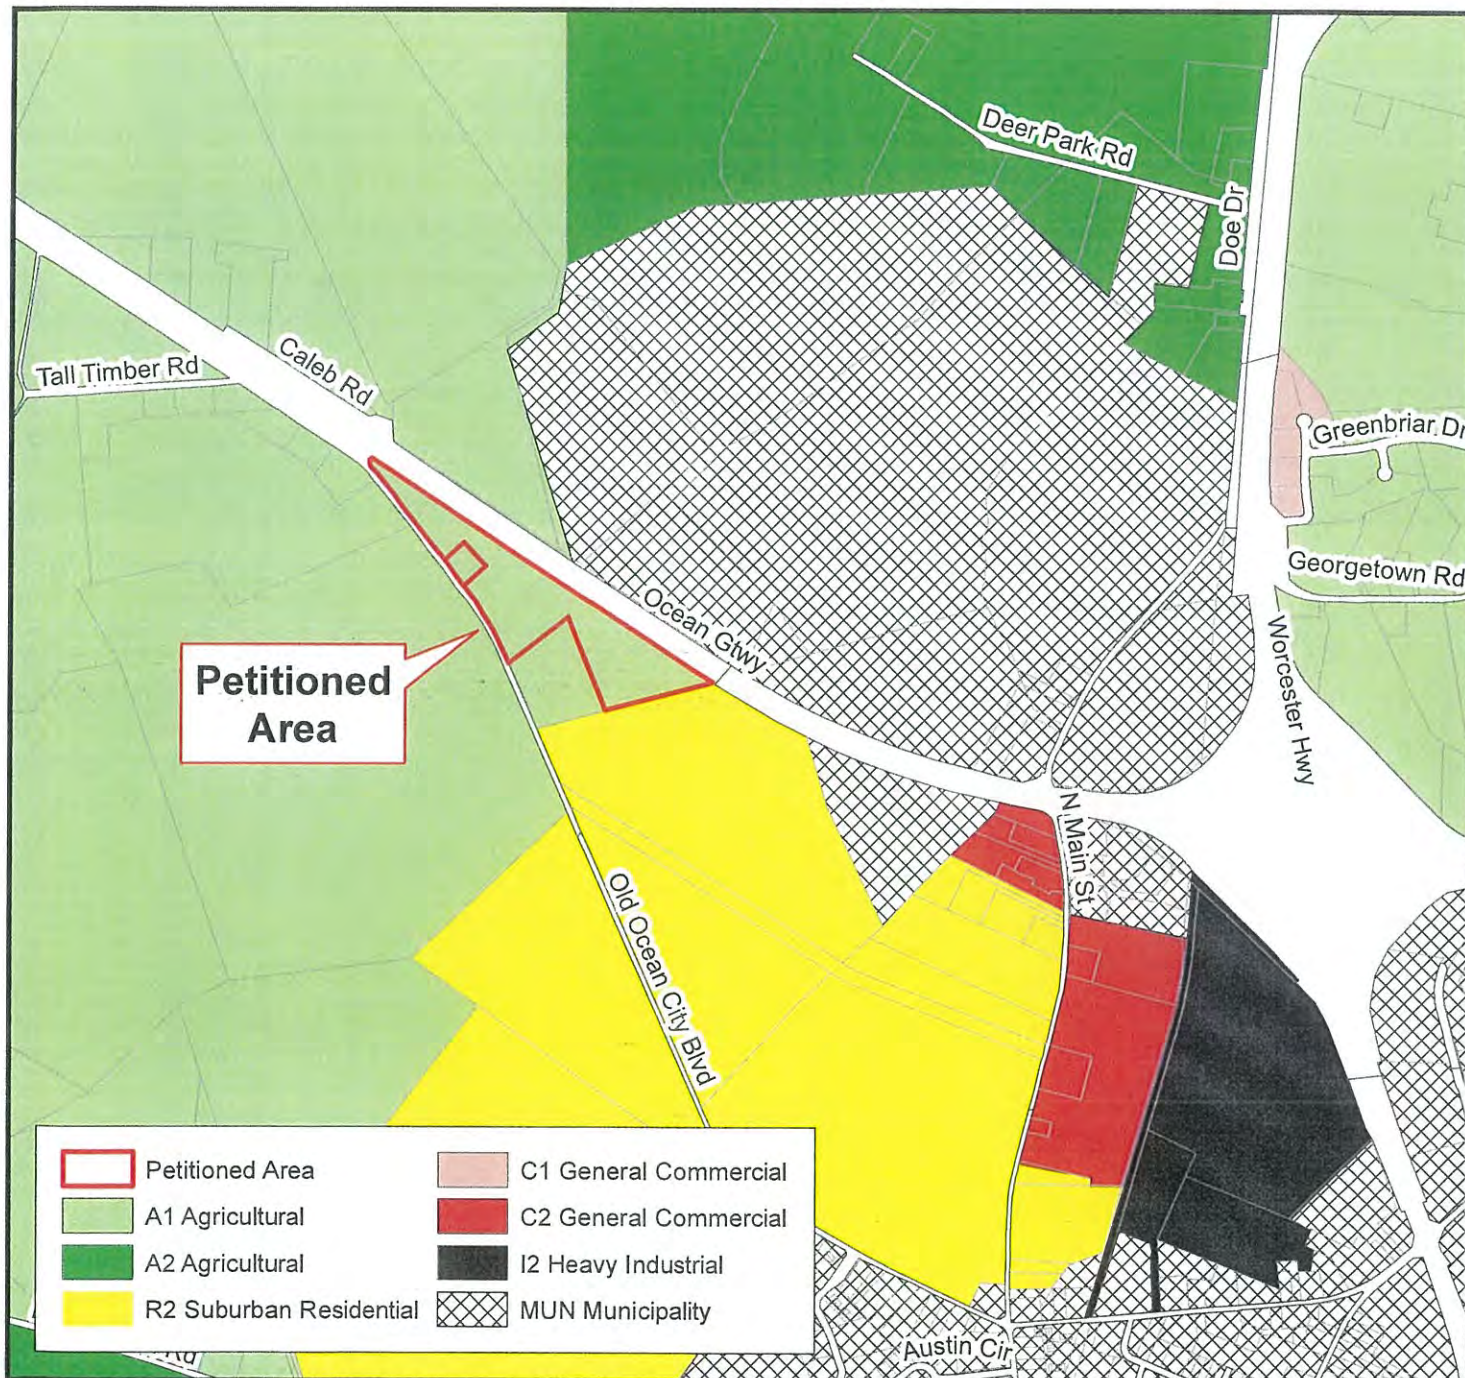 Deer Park Rd
Doe Dr
Caleb Rd
Tall Timber Rd
Greenbriar Dr
Georgetown Rd
Ocean Gtwy
Worcester Hwy
Petitioned
Area
N Main St
Old Ocean City Blvd
Petitioned Area
A1 Agricultural
A2 Agricultural
R2 Suburban Residential
C1 General Commercial
C2 General Commercial
I2 Heavy Industrial
MUN Municipality
Rd
Austin Cir